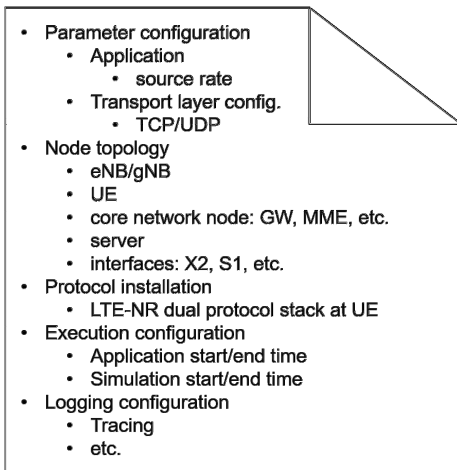 • Parameter configuration
• Application
• source rate
• Transport layer config.
• TCP/UDP
• Node topology
• eNB/gNB
• UE
• core network node: GW, MME, etc.
• server
• interfaces: X2, S1, etc.
• Protocol installation
• LTE-NR dual protocol stack at UE
• Execution configuration
• Application start/end time
• Simulation start/end time
• Logging configuration
• Tracing
• etc.